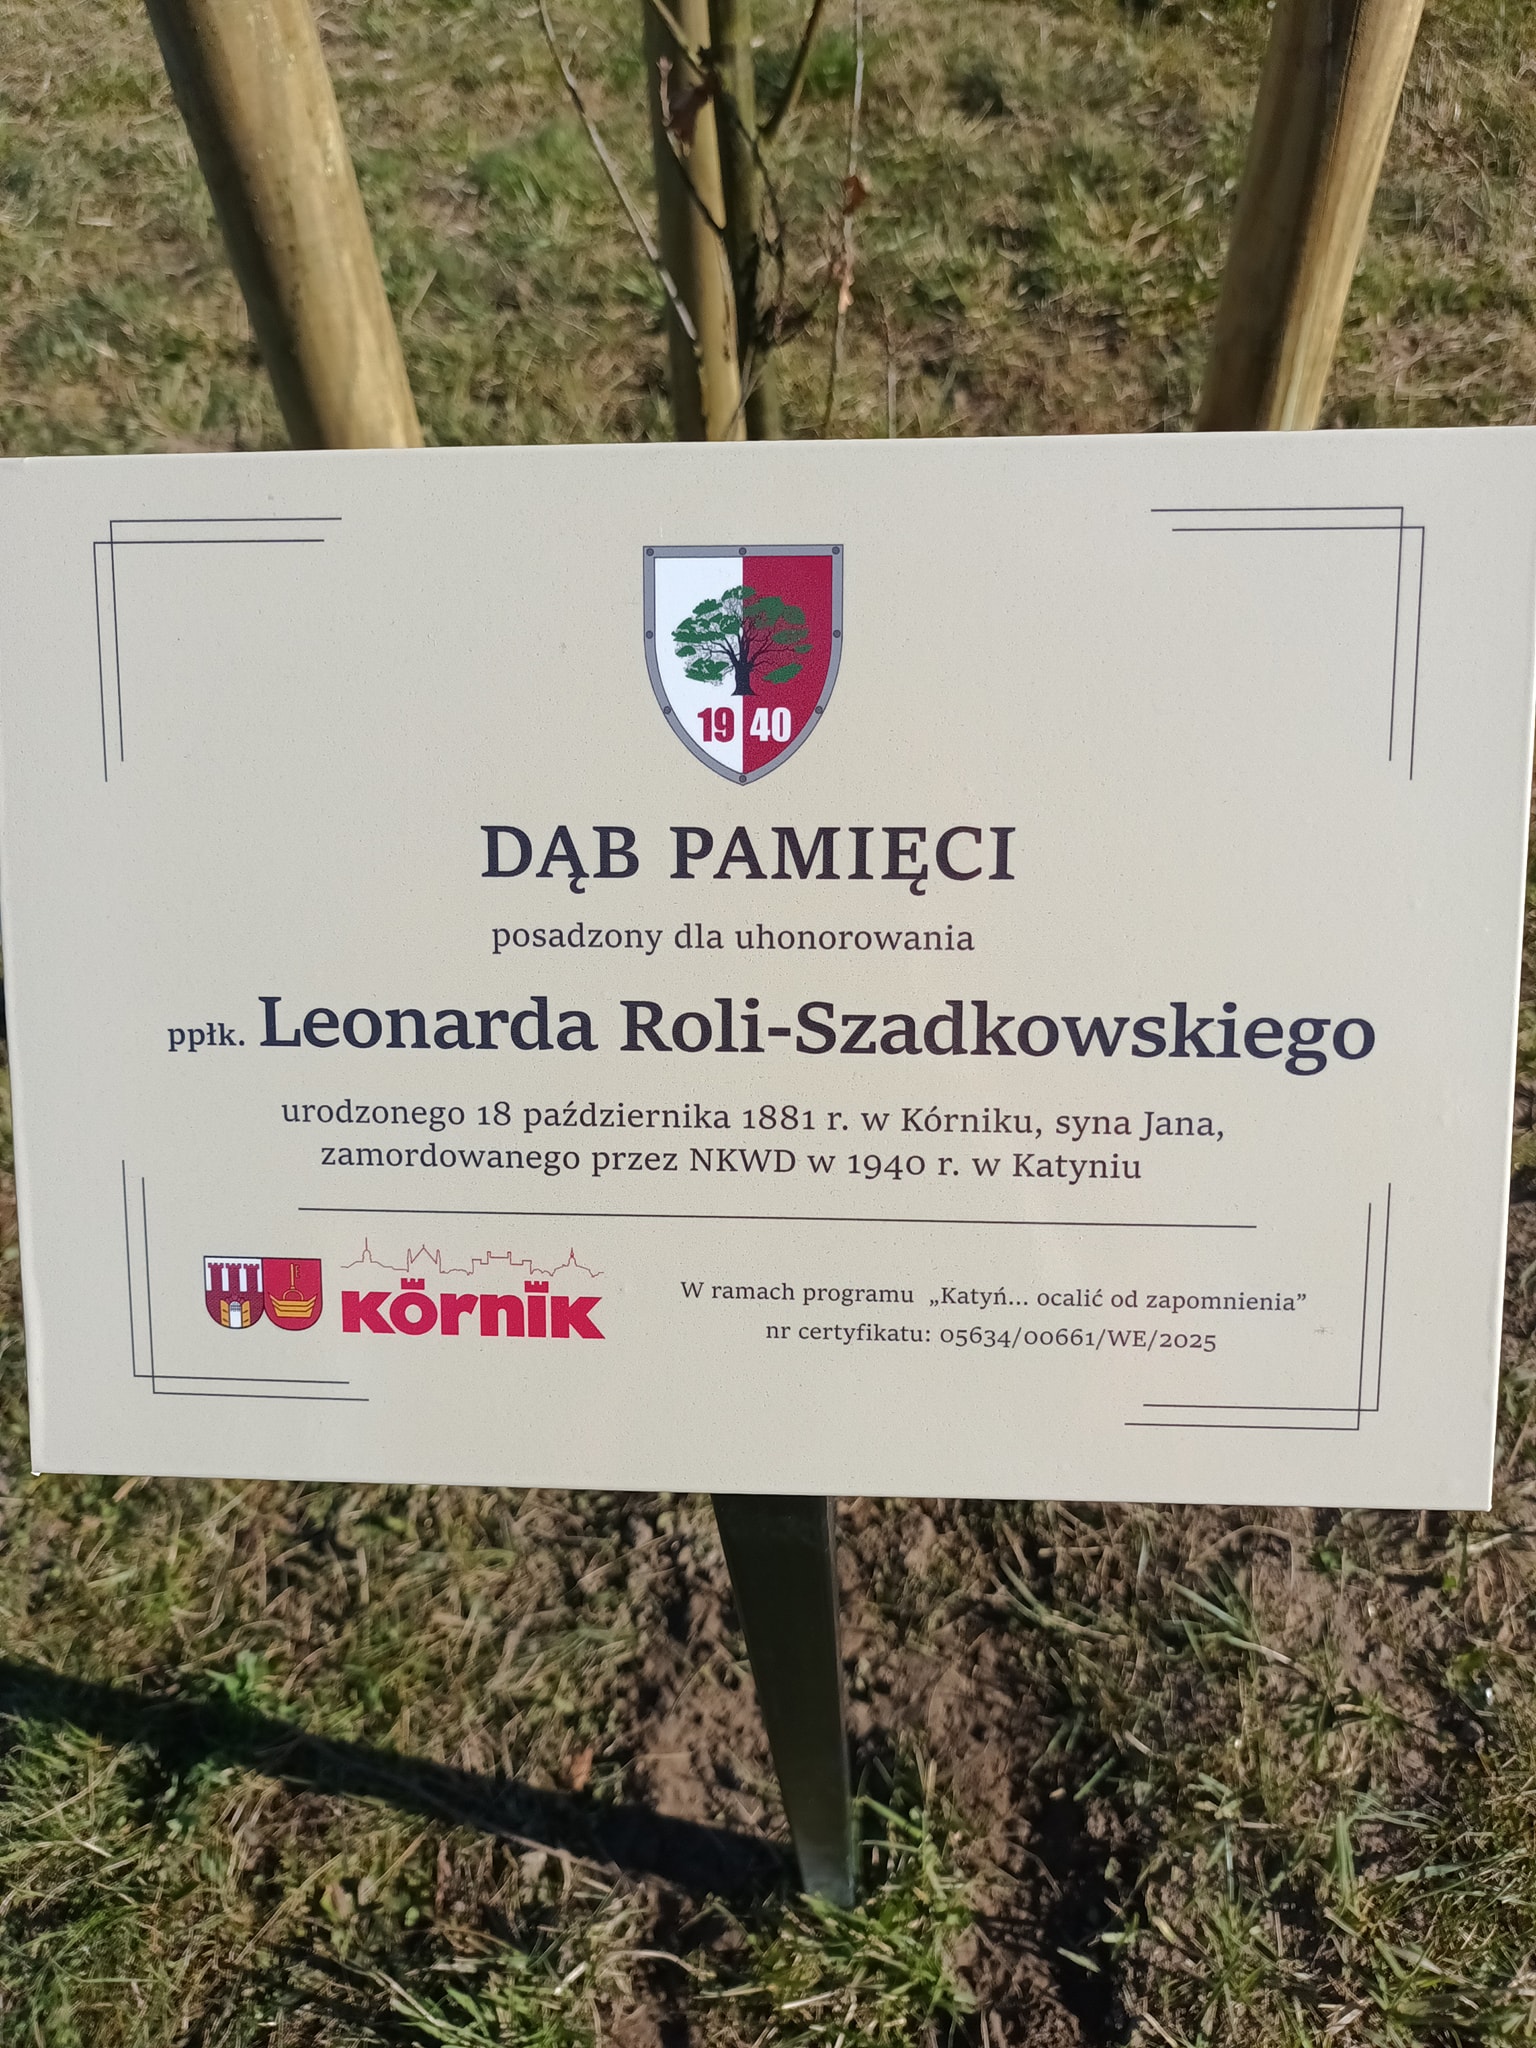 19 40
DĄB PAMIĘCI
posadzony dla uhonorowania
ppłk. Leonarda Roli-Szadkowskiego
urodzonego 18 października 1881 r. w Kórniku, syna Jana,
zamordowanego przez NKWD w 1940 r. w Katyniu
KÓRNIK
W ramach programu „Katyń... ocalić od zapomnienia”
nr certyfikatu: 05634/00661/WE/2025